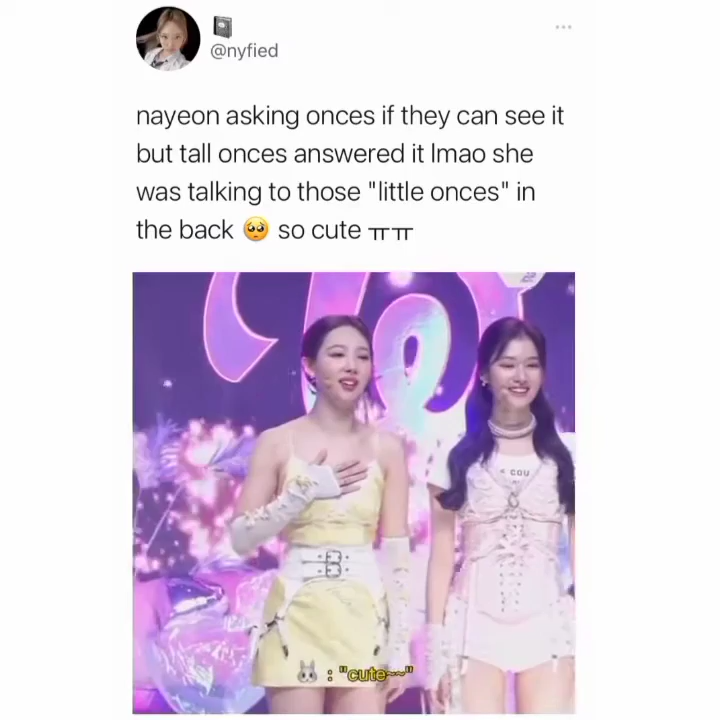 @nyfied
nayeon asking onces if they can see it
but tall onces answered it lmao she
was talking to those "little onces" in
the back 🥺 so cute ㅠㅠ
A COU
🐰 : "cute~~"